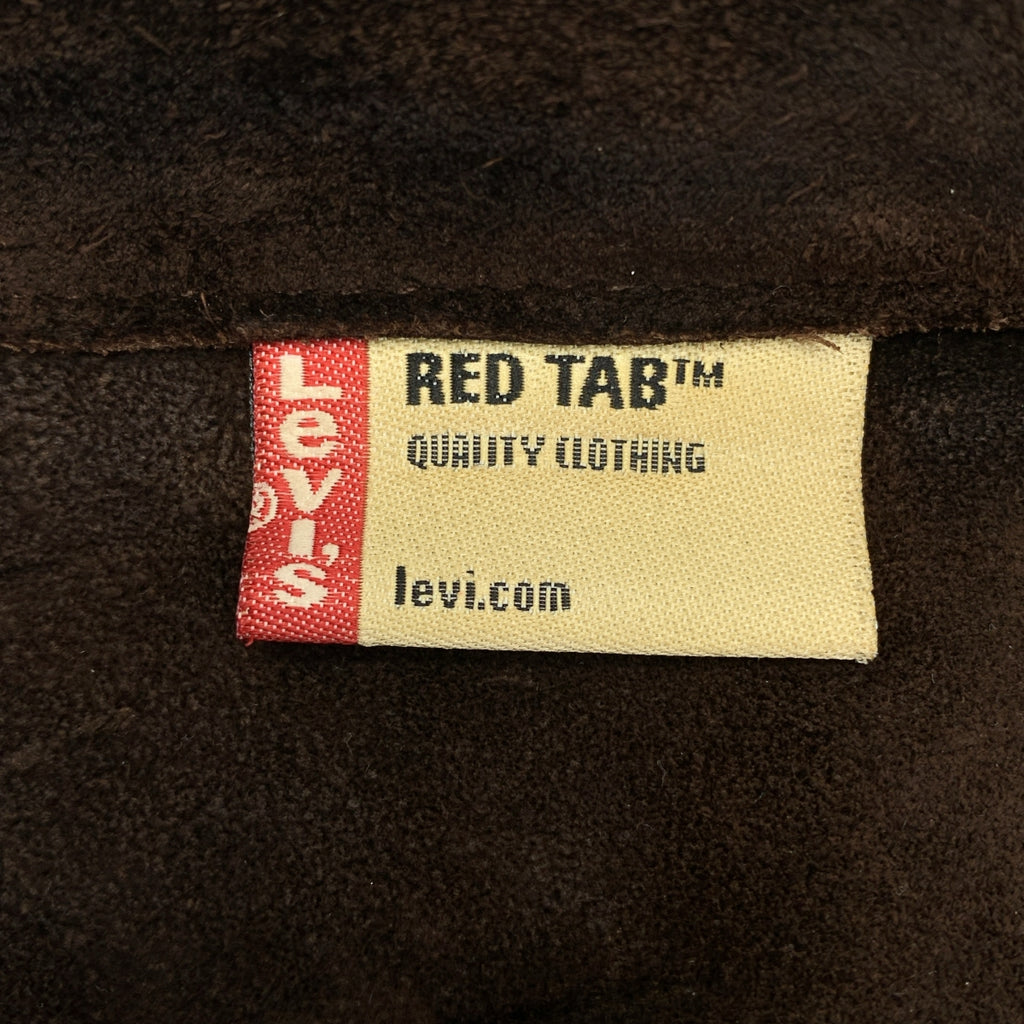 Levi's
®
RED TAB™
QUALITY CLOTHING
levi.com